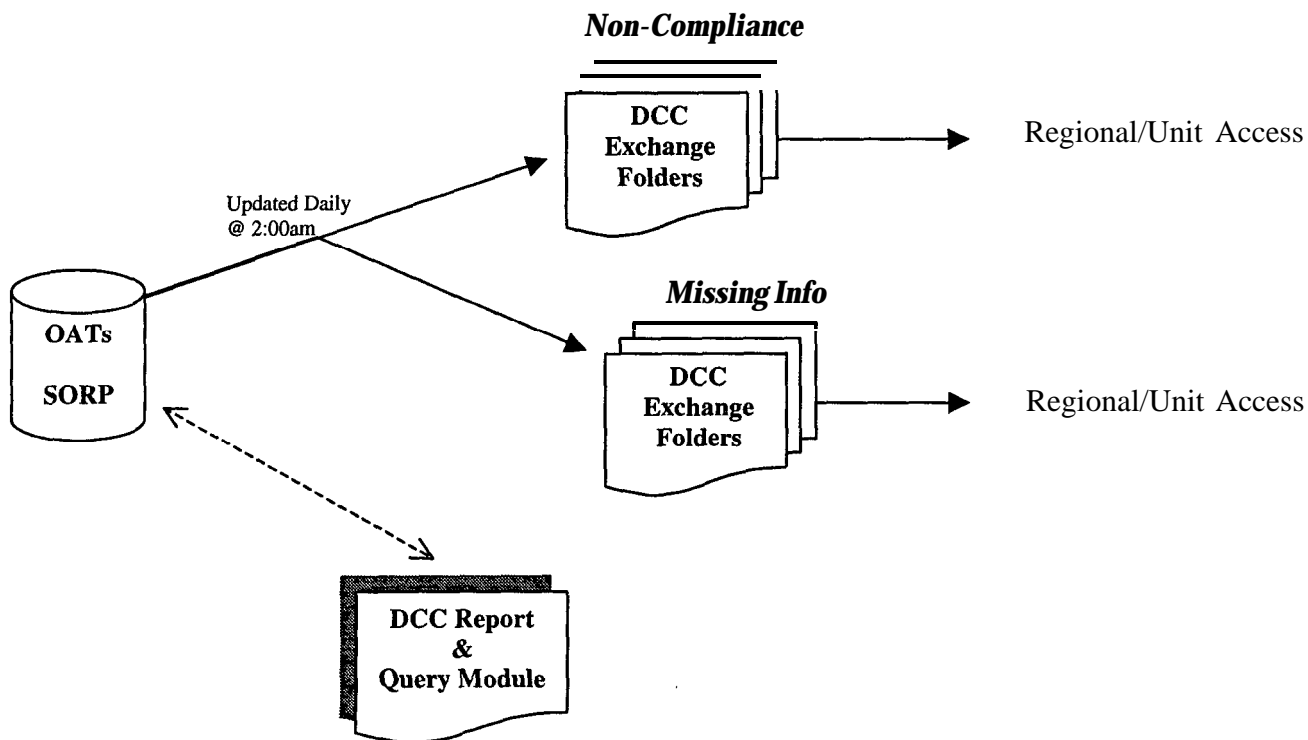 Non-Compliance
DCC
Exchange
Folders
Regional/Unit Access
Updated Daily
@ 2:00am
OATs
SORP
Missing Info
DCC
Exchange
Folders
Regional/Unit Access
DCC Report
&
Query Module